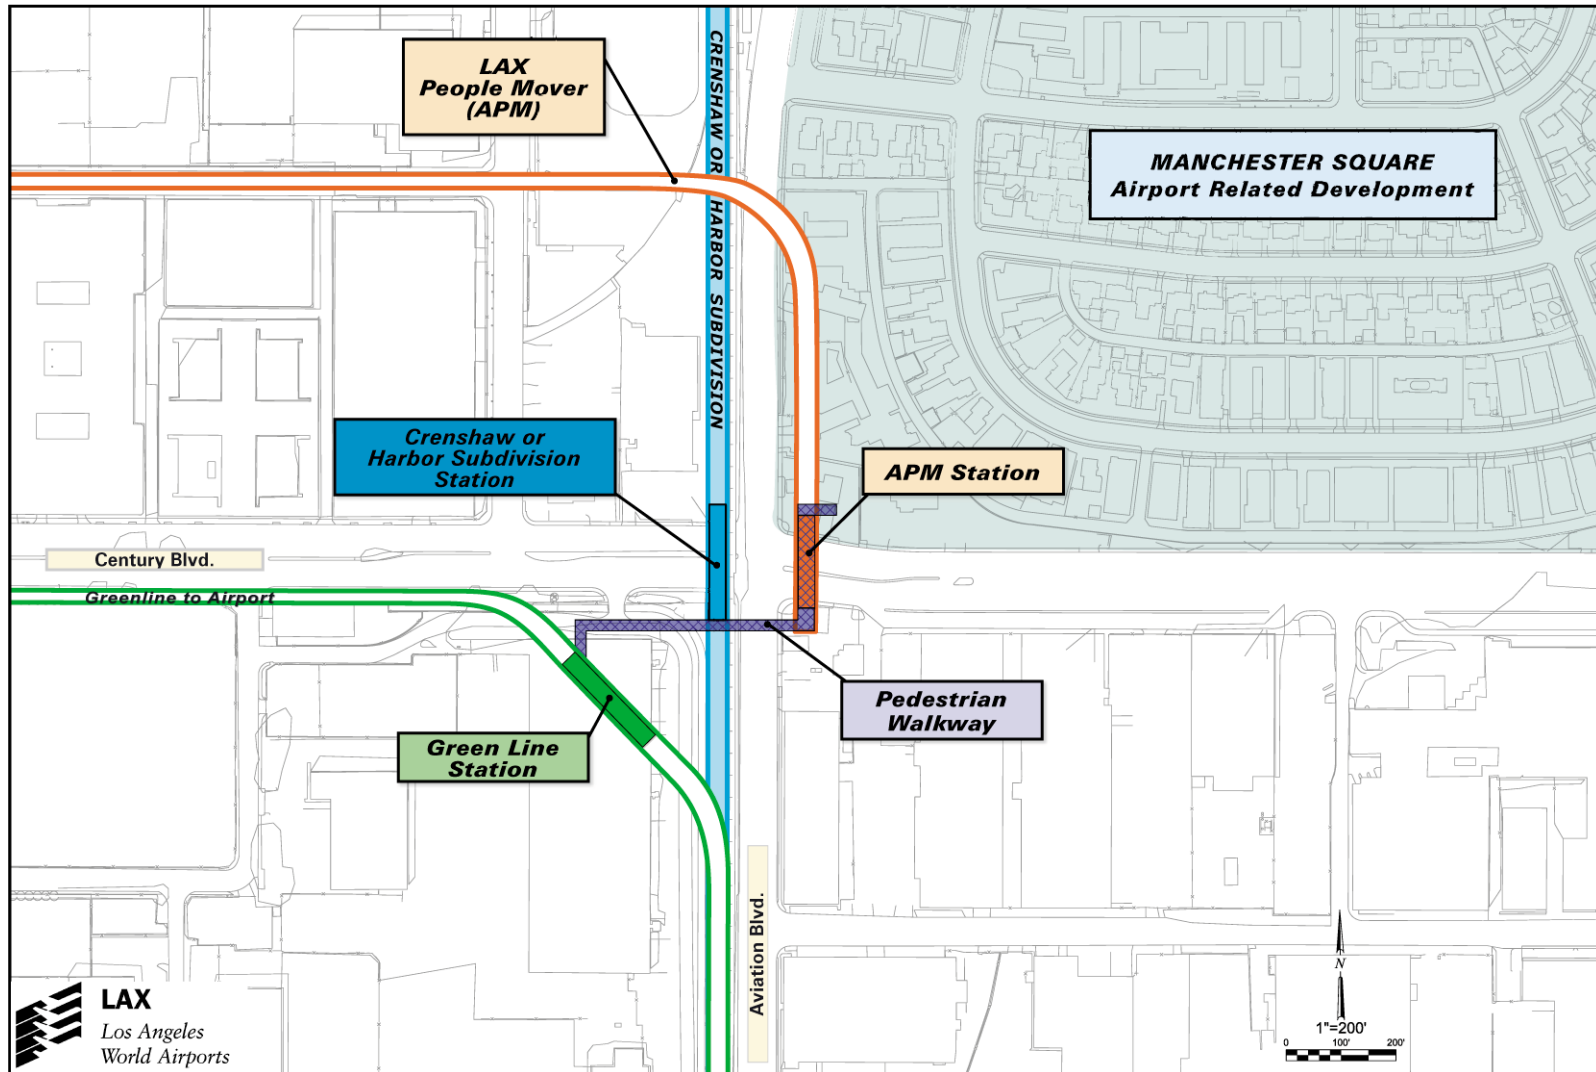 LAX
People Mover
(APM)
CRENSHAW OR HARBOR SUBDIVISION
MANCHESTER SQUARE
Airport Related Development
Crenshaw or
Harbor Subdivision
Station
APM Station
Century Blvd.
Greenline to Airport
Pedestrian
Walkway
Green Line
Station
Aviation Blvd.
LAX
Los Angeles
World Airports
N
1"=200'
0 100' 200'